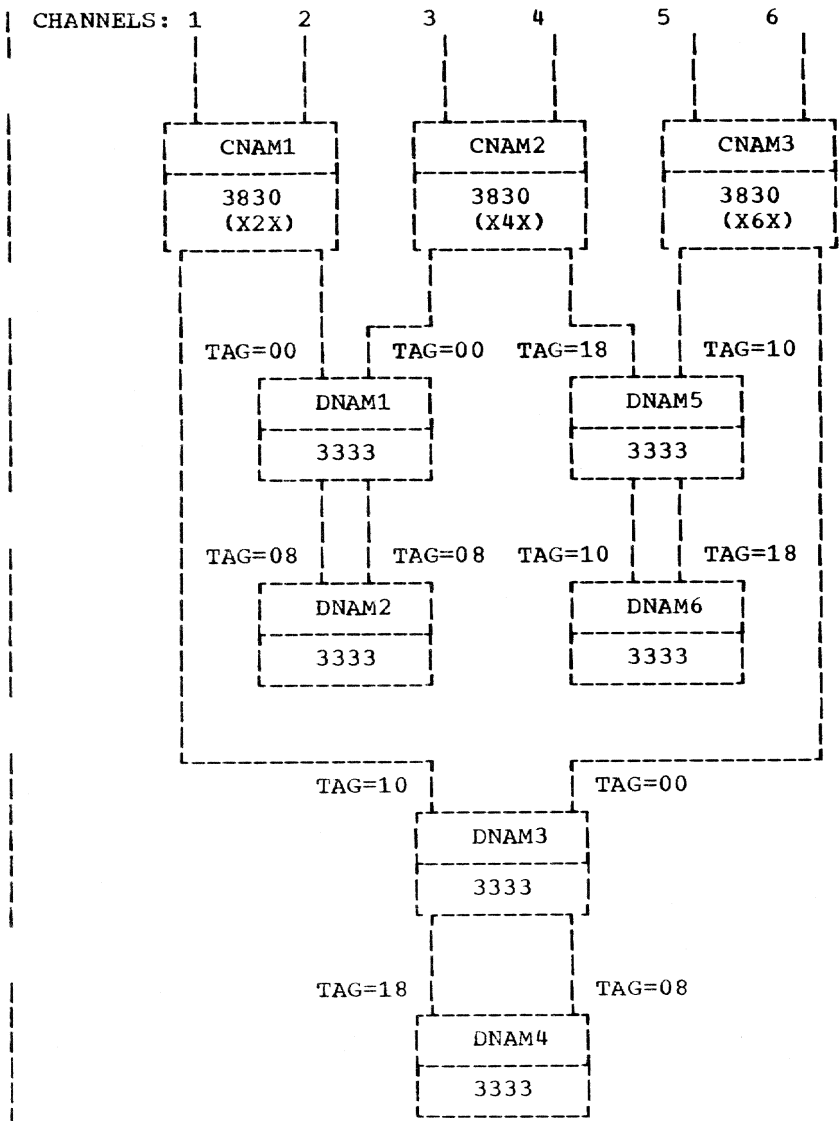 CHANNELS: 1 2 3 4 5 6
CNAM1 CNAM2 CNAM3
3830 3830 3830
(X2X) (X4X) (X6X)
TAG=00 TAG=00 TAG=18 TAG=10
DNAM1 DNAM5
3333 3333
TAG=08 TAG=08 TAG=10 TAG=18
DNAM2 DNAM6
3333 3333
TAG=10 TAG=00
DNAM3
3333
TAG=18 TAG=08
DNAM4
3333